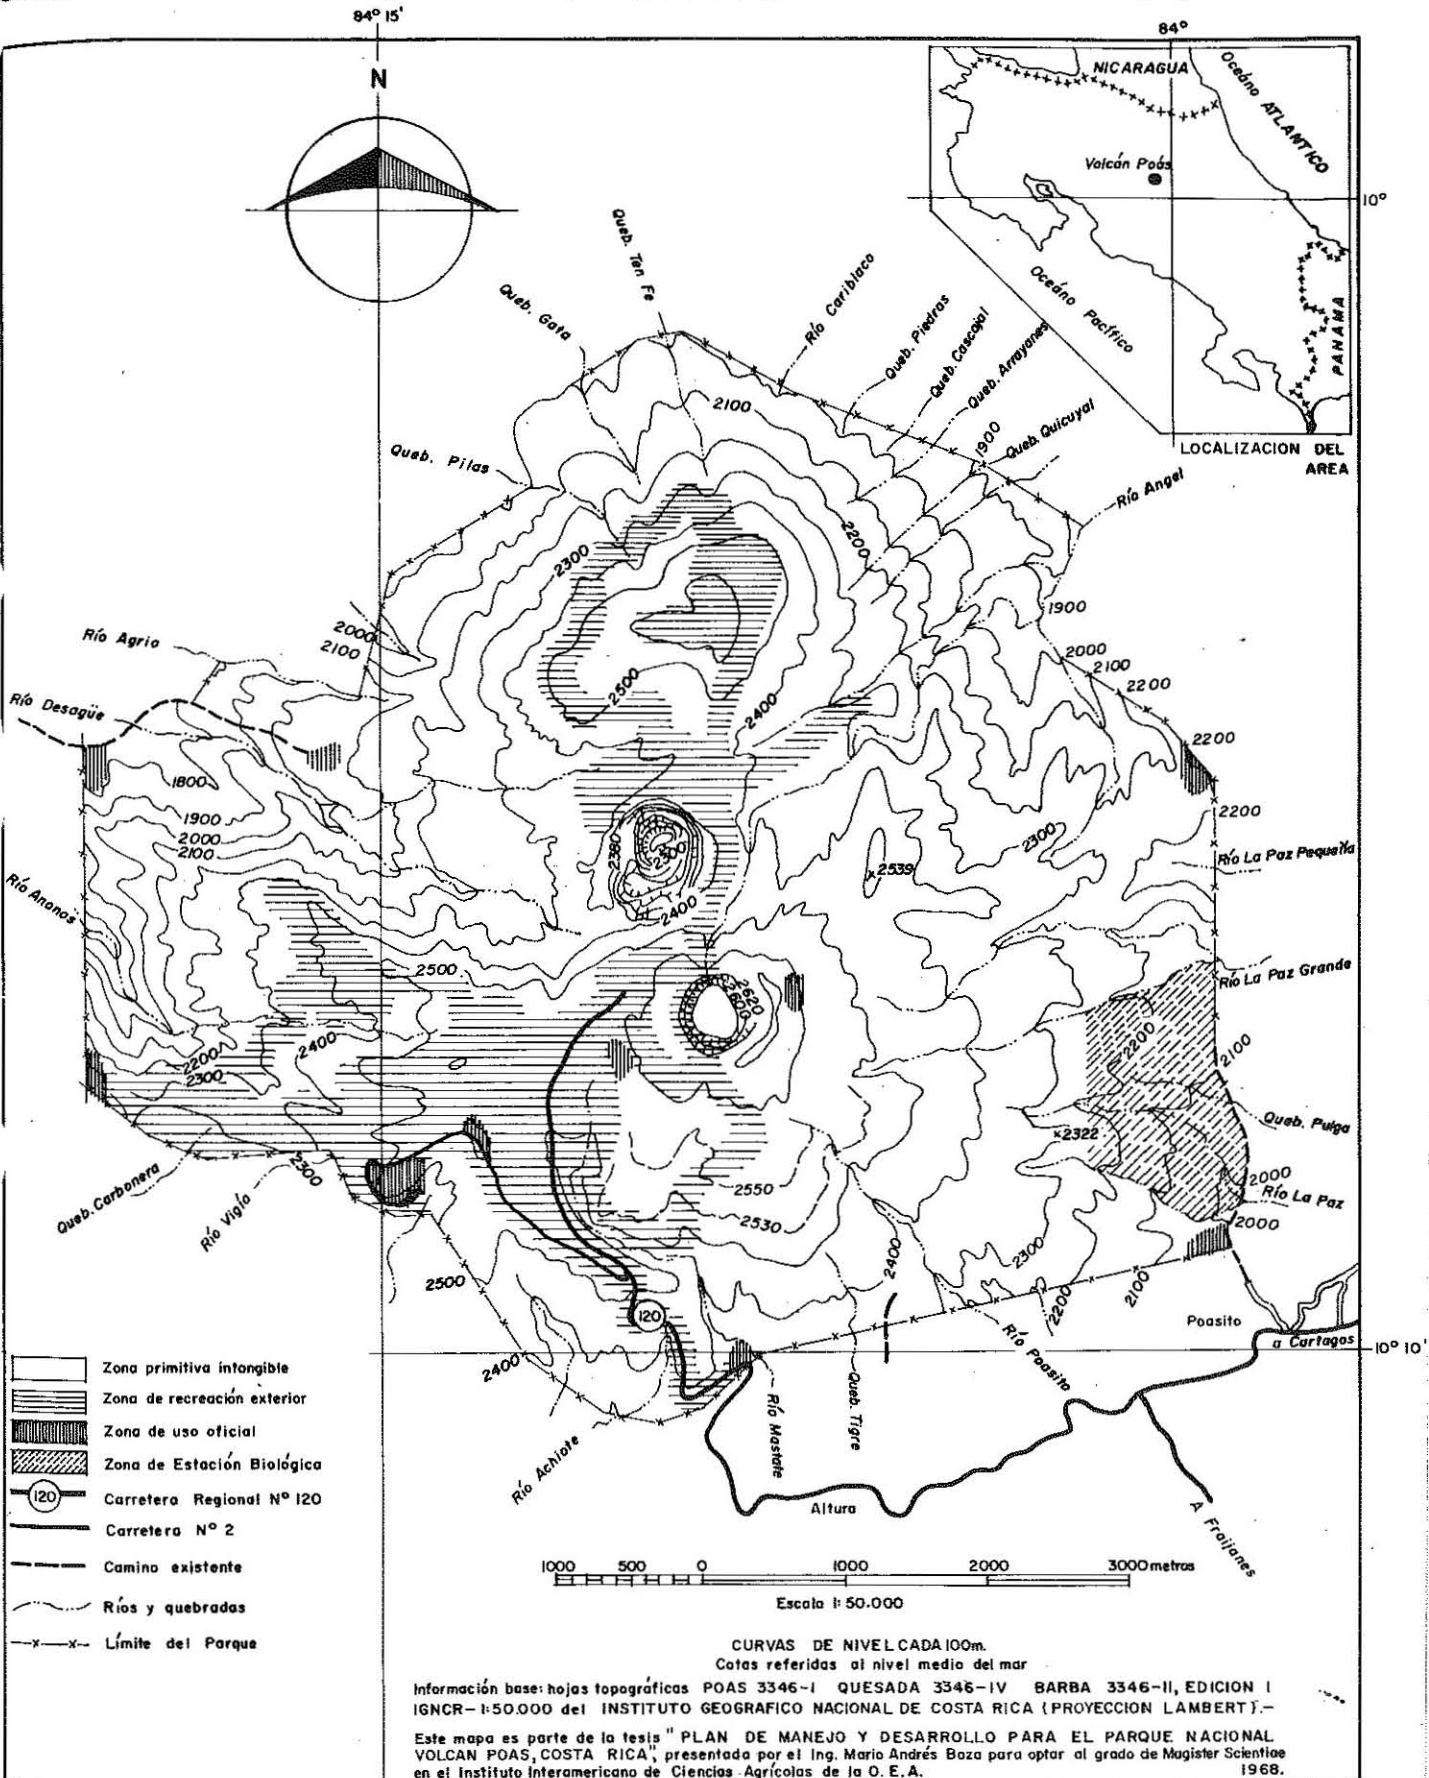 84° 15'
84°
N
NICARAGUA
Oceáno ATLANTICO
Volcán Poás
10°
Oceáno Pacífico
PANAMA
LOCALIZACION DEL
AREA
Queb. Ten Fe
Queb. Gata
Río Cariblaco
Queb. Piedras
Queb. Cascajal
Queb. Arrayanes
2100
1900
Queb. Quicuyal
Queb. Pilas
Río Angel
2200
2300
1900
2000
2100
Río Agrio
2000
2100
2200
2500
Río Desagüe
2400
2200
1800
2200
1900
2000
2100
2380
2300
2300
Río La Paz Pequeña
2539
Río Anonos
2400
2500
Río La Paz Grande
2620
2600
2200
2400
2100
2200
2300
Queb. Pulga
2322
2300
2550
2000
Río La Paz
Queb. Carbonera
Río Vigía
2530
2000
2400
2300
2500
2200
2100
120
Poasito
a Cartagos
10° 10'
2400
Río Poasito
Río Mastate
Queb. Tigre
Río Achiote
Altura
A Fraijanes
Zona primitiva intangible
Zona de recreación exterior
Zona de uso oficial
Zona de Estación Biológica
120 Carretera Regional N° 120
Carretera N° 2
Camino existente
Ríos y quebradas
Límite del Parque
1000 500 0 1000 2000 3000 metros
Escala 1:50.000
CURVAS DE NIVEL CADA 100m.
Cotas referidas al nivel medio del mar
Información base: hojas topográficas POAS 3346-I QUESADA 3346-IV BARBA 3346-II, EDICION I
IGNCR-1:50.000 del INSTITUTO GEOGRAFICO NACIONAL DE COSTA RICA (PROYECCION LAMBERT).-
Este mapa es parte de la tesis " PLAN DE MANEJO Y DESARROLLO PARA EL PARQUE NACIONAL
VOLCAN POAS, COSTA RICA", presentada por el Ing. Mario Andrés Boza para optar al grado de Magister Scientiae
en el Instituto Interamericano de Ciencias Agrícolas de la O. E. A. 1968.